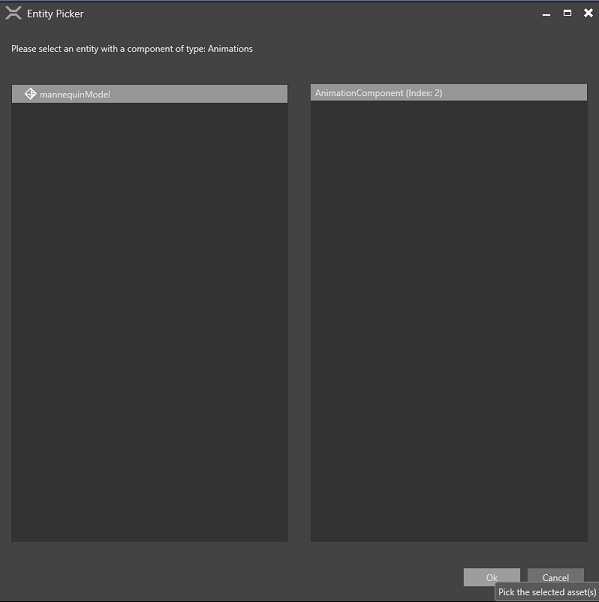 Entity Picker
Please select an entity with a component of type: Animations
mannequinModel
AnimationComponent (Index: 2)
Ok
Cancel
Pick the selected asset(s)